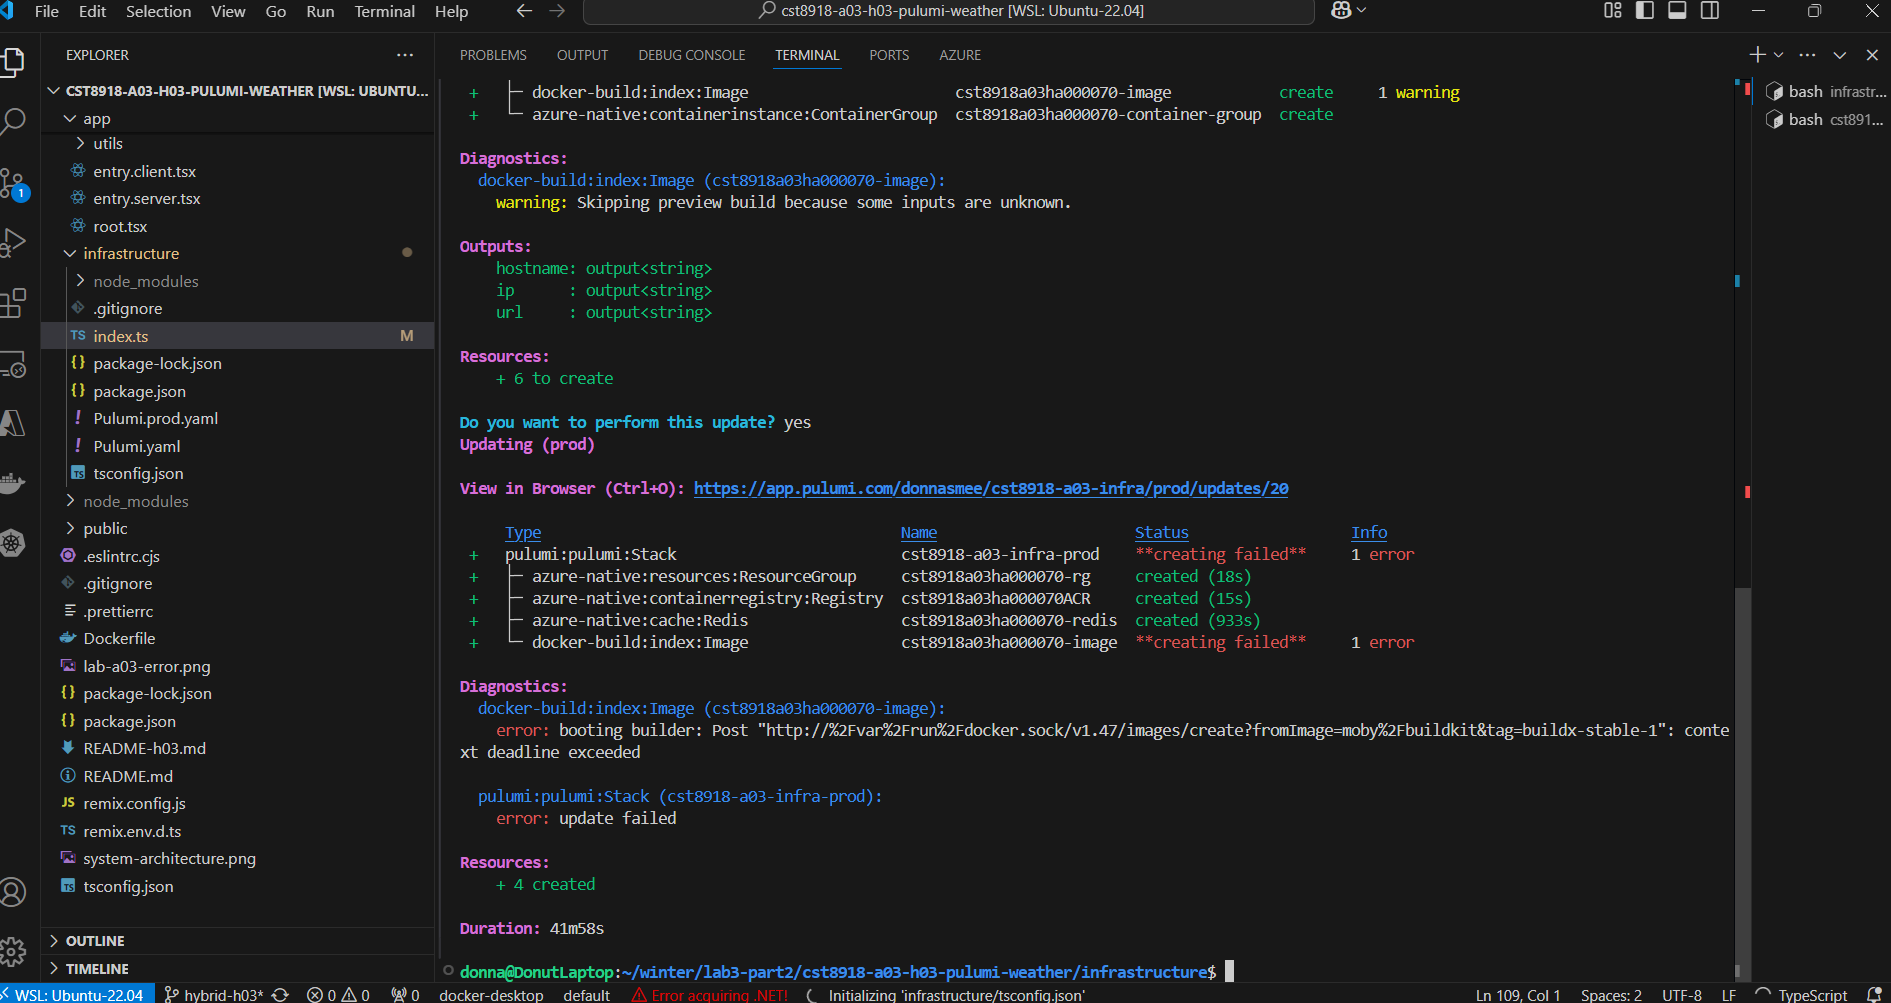 File Edit Selection View Go Run Terminal Help
cst8918-a03-h03-pulumi-weather [WSL: Ubuntu-22.04]
EXPLORER
CST8918-A03-H03-PULUMI-WEATHER [WSL: UBUNTU...
app
utils
entry.client.tsx
entry.server.tsx
root.tsx
infrastructure
node_modules
.gitignore
TS index.ts M
{} package-lock.json
{} package.json
! Pulumi.prod.yaml
! Pulumi.yaml
TS tsconfig.json
node_modules
public
.eslintrc.cjs
.gitignore
.prettierrc
Dockerfile
lab-a03-error.png
{} package-lock.json
{} package.json
README-h03.md
README.md
JS remix.config.js
TS remix.env.d.ts
system-architecture.png
TS tsconfig.json
OUTLINE
TIMELINE
1
PROBLEMS OUTPUT DEBUG CONSOLE TERMINAL PORTS AZURE
bash infrastr...
bash cst891...
+ ├─ docker-build:index:Image cst8918a03ha000070-image create 1 warning
+ └─ azure-native:containerinstance:ContainerGroup cst8918a03ha000070-container-group create
Diagnostics:
docker-build:index:Image (cst8918a03ha000070-image):
warning: Skipping preview build because some inputs are unknown.
Outputs:
hostname: output<string>
ip : output<string>
url : output<string>
Resources:
+ 6 to create
Do you want to perform this update? yes
Updating (prod)
View in Browser (Ctrl+O): https://app.pulumi.com/donnasmee/cst8918-a03-infra/prod/updates/20
Type Name Status Info
+ pulumi:pulumi:Stack cst8918-a03-infra-prod **creating failed** 1 error
+ ├─ azure-native:resources:ResourceGroup cst8918a03ha000070-rg created (18s)
+ ├─ azure-native:containerregistry:Registry cst8918a03ha000070ACR created (15s)
+ ├─ azure-native:cache:Redis cst8918a03ha000070-redis created (933s)
+ └─ docker-build:index:Image cst8918a03ha000070-image **creating failed** 1 error
Diagnostics:
docker-build:index:Image (cst8918a03ha000070-image):
error: booting builder: Post "http://%2Fvar%2Frun%2Fdocker.sock/v1.47/images/create?fromImage=moby%2Fbuildkit&tag=buildx-stable-1": conte
xt deadline exceeded
pulumi:pulumi:Stack (cst8918-a03-infra-prod):
error: update failed
Resources:
+ 4 created
Duration: 41m58s
donna@DonutLaptop:~/winter/lab3-part2/cst8918-a03-h03-pulumi-weather/infrastructure$
WSL: Ubuntu-22.04 hybrid-h03* 0 0 0 docker-desktop default Error acquiring .NET! Initializing 'infrastructure/tsconfig.json' Ln 109, Col 1 Spaces: 2 UTF-8 LF TypeScript